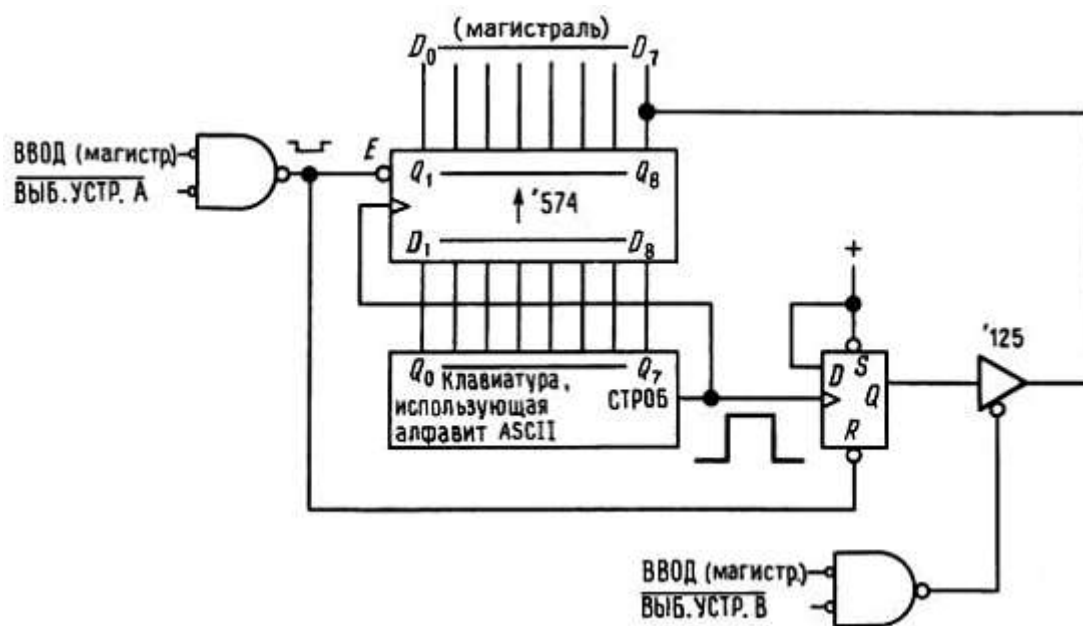 (магистраль)
D₀ D₇
ВВОД (магистр.)
ВЫБ.УСТР. А
E
Q₁ Q₈
'574
D₁ D₈
Q₀ Q₇
Клавиатура,
использующая
алфавит ASCII
СТРОБ
+
D S
Q
R
'125
ВВОД (магистр.)
ВЫБ.УСТР. В